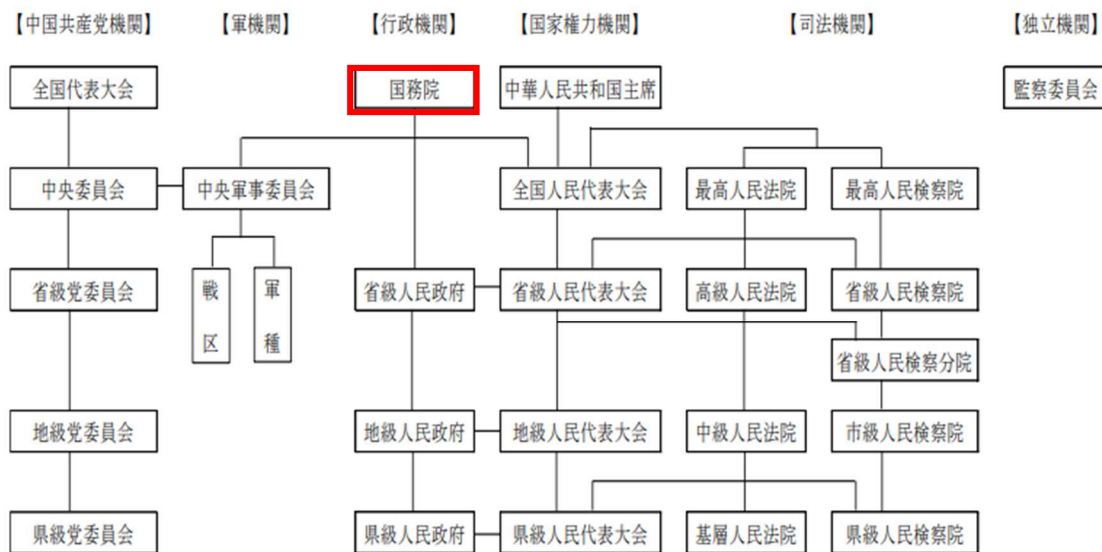 【中国共産党機関】 【軍機関】 【行政機関】 【国家権力機関】 【司法機関】 【独立機関】
全国代表大会 国務院 中華人民共和国主席 監察委員会
中央委員会 中央軍事委員会 全国人民代表大会 最高人民法院 最高人民検察院
省級党委員会 戦区 軍種 省級人民政府 省級人民代表大会 高級人民法院 省級人民検察院
省級人民検察分院
地級党委員会 地級人民政府 地級人民代表大会 中級人民法院 市級人民検察院
県級党委員会 県級人民政府 県級人民代表大会 基層人民法院 県級人民検察院